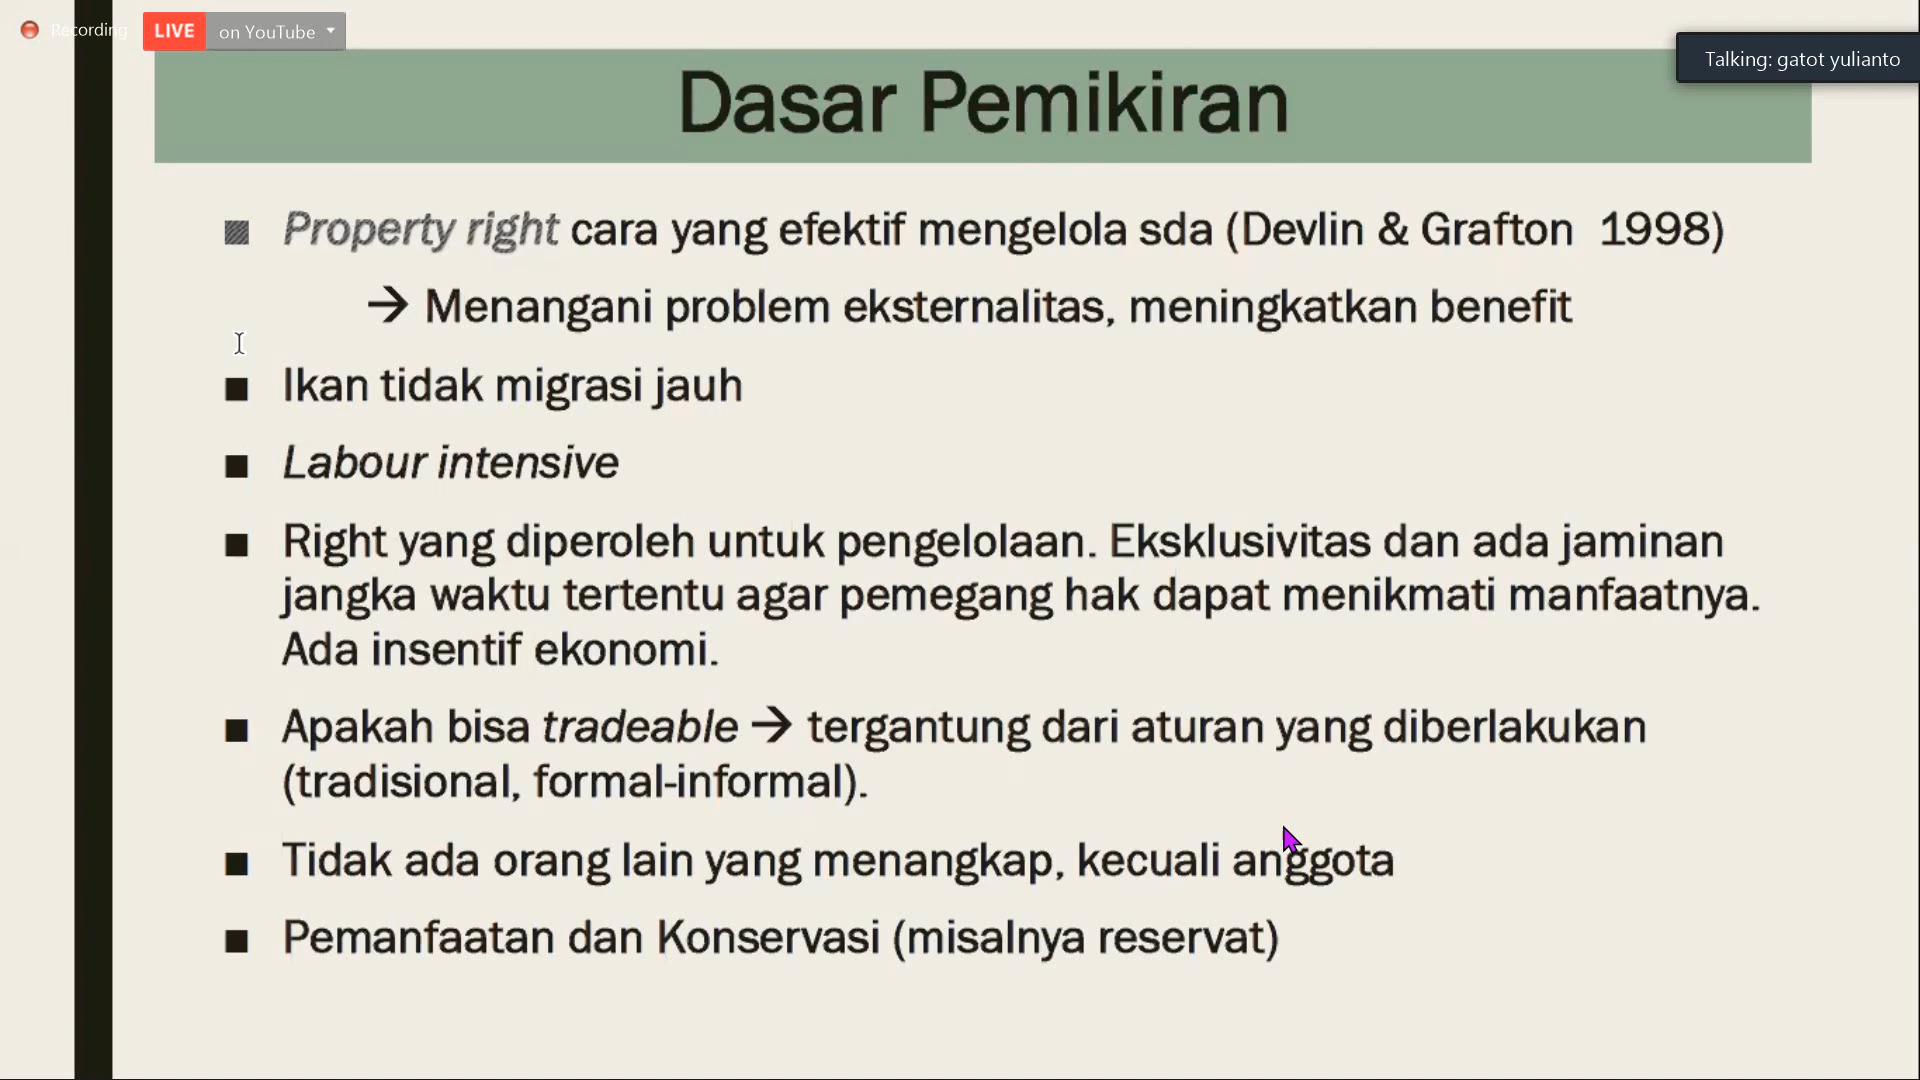 Recording
LIVE on YouTube
Talking: gatot yulianto
Dasar Pemikiran
■ Property right cara yang efektif mengelola sda (Devlin & Grafton 1998)
→ Menangani problem eksternalitas, meningkatkan benefit
■ Ikan tidak migrasi jauh
■ Labour intensive
■ Right yang diperoleh untuk pengelolaan. Eksklusivitas dan ada jaminan
jangka waktu tertentu agar pemegang hak dapat menikmati manfaatnya.
Ada insentif ekonomi.
■ Apakah bisa tradeable → tergantung dari aturan yang diberlakukan
(tradisional, formal-informal).
■ Tidak ada orang lain yang menangkap, kecuali anggota
■ Pemanfaatan dan Konservasi (misalnya reservat)